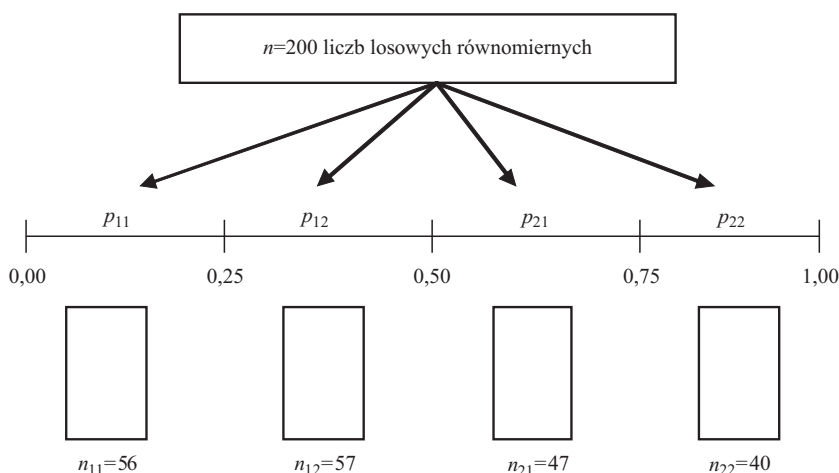 n=200 liczb losowych równomiernych
p11 p12 p21 p22
0,00 0,25 0,50 0,75 1,00
n11=56 n12=57 n21=47 n22=40